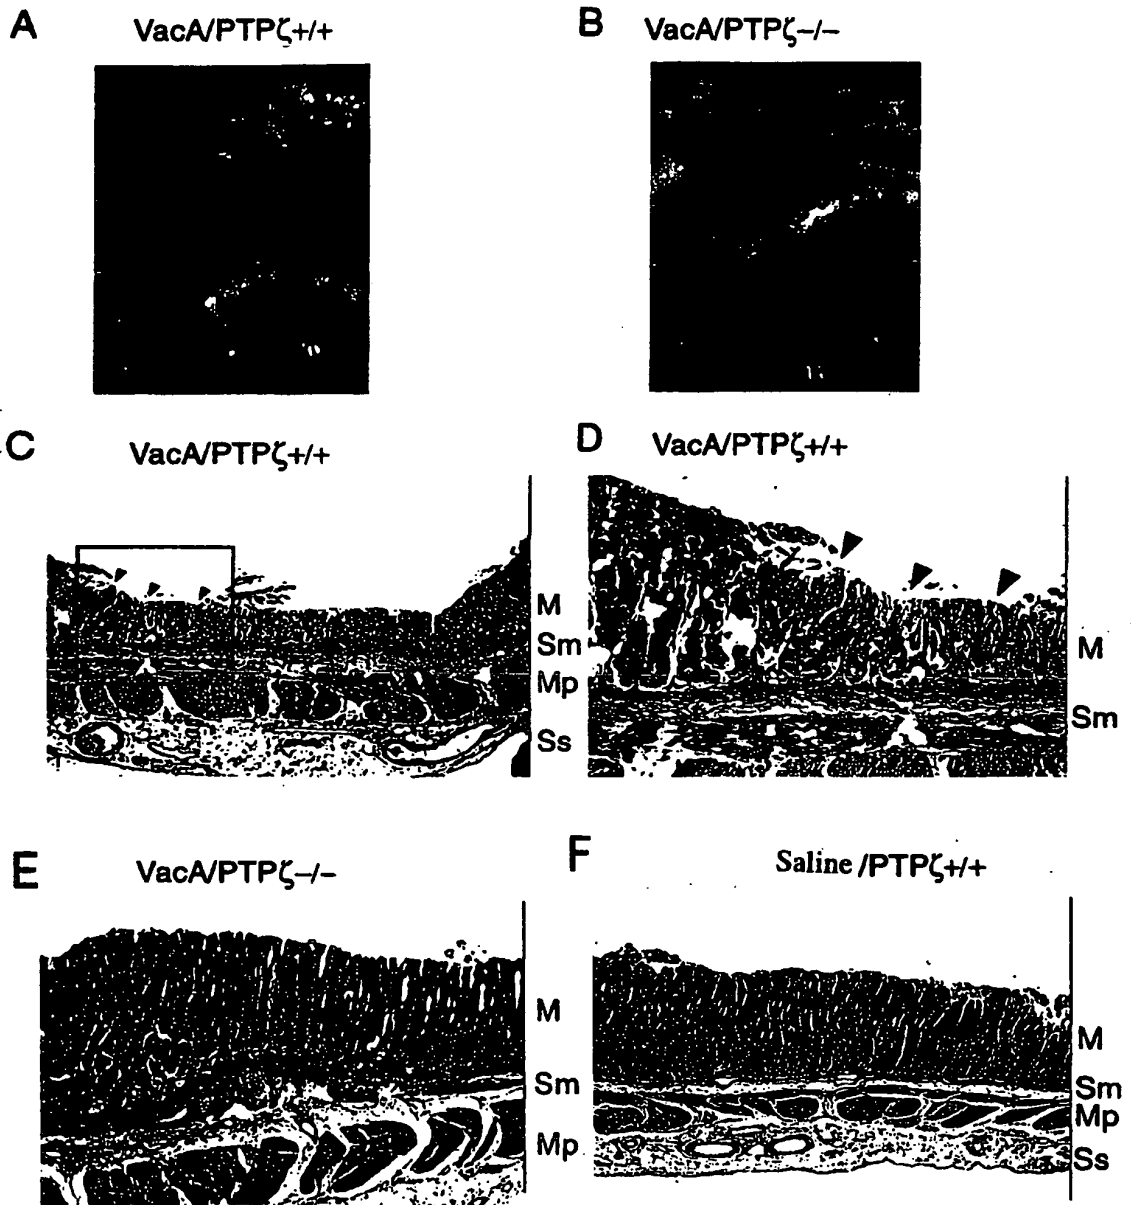 A
VacA/PTPζ+/+
B
VacA/PTPζ−/−
C
VacA/PTPζ+/+
M
Sm
Mp
Ss
D
VacA/PTPζ+/+
M
Sm
E
VacA/PTPζ−/−
M
Sm
Mp
F
Saline/PTPζ+/+
M
Sm
Mp
Ss